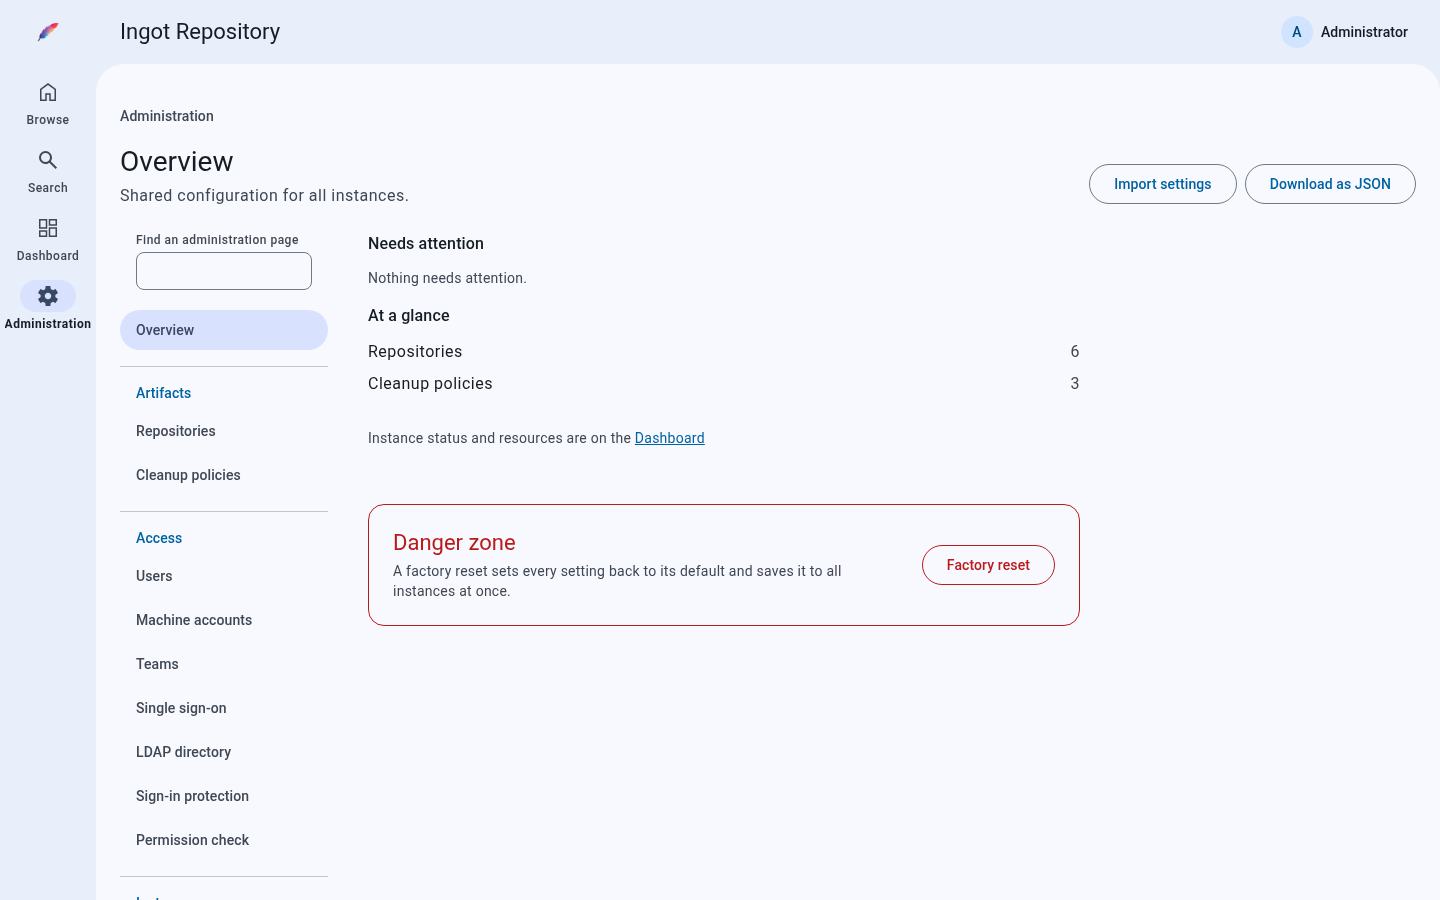 Ingot Repository
A
Administrator
Browse
Search
Dashboard
Administration
Administration
Overview
Shared configuration for all instances.
Import settings
Download as JSON
Find an administration page
Overview
Artifacts
Repositories
Cleanup policies
Access
Users
Machine accounts
Teams
Single sign-on
LDAP directory
Sign-in protection
Permission check
Needs attention
Nothing needs attention.
At a glance
Repositories 6
Cleanup policies 3
Instance status and resources are on the Dashboard
Danger zone
A factory reset sets every setting back to its default and saves it to all
instances at once.
Factory reset